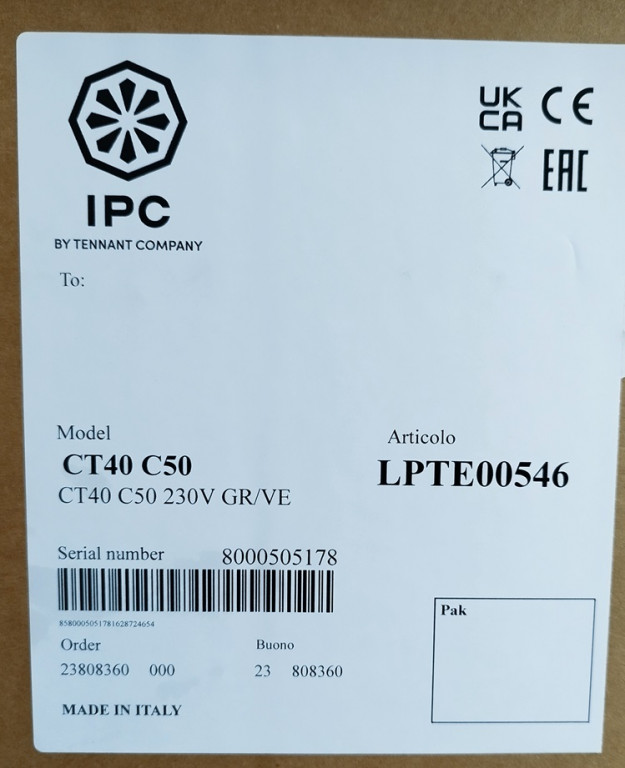 IPC
BY TENNANT COMPANY
UK
CA
CE
EAC
To:
Model
CT40 C50
CT40 C50 230V GR/VE
Articolo
LPTE00546
Serial number 8000505178
8580005051781628724654
Order
23808360 000
Buono
23 808360
MADE IN ITALY
Pak